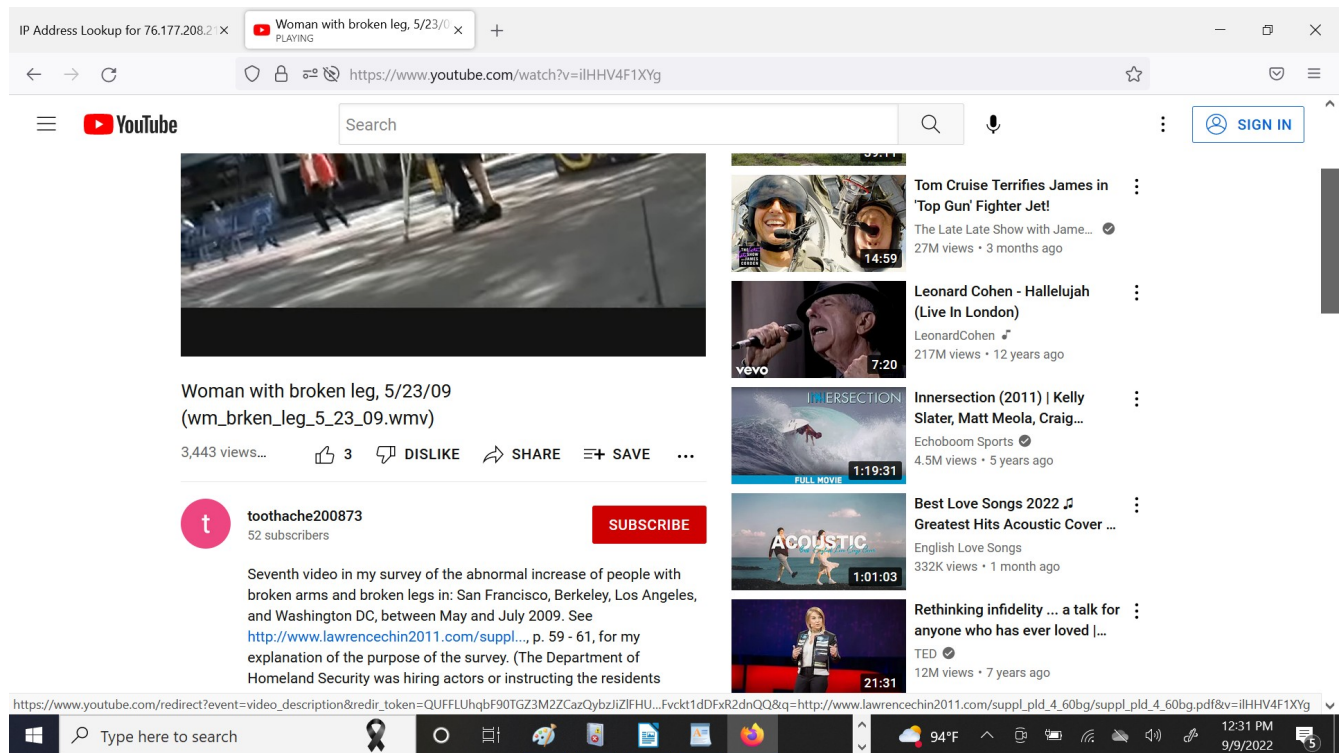 IP Address Lookup for 76.177.208.21
Woman with broken leg, 5/23/0
PLAYING
https://www.youtube.com/watch?v=ilHHV4F1XYg
YouTube
Search
SIGN IN
39:11
Tom Cruise Terrifies James in
'Top Gun' Fighter Jet!
The Late Late Show with Jame...
27M views • 3 months ago
14:59
Leonard Cohen - Hallelujah
(Live In London)
LeonardCohen
217M views • 12 years ago
vevo
7:20
INNERSECTION
Innersection (2011) | Kelly
Slater, Matt Meola, Craig...
Echoboom Sports
4.5M views • 5 years ago
1:19:31
FULL MOVIE
Woman with broken leg, 5/23/09
(wm_brken_leg_5_23_09.wmv)
3,443 views...
3
DISLIKE
SHARE
SAVE
...
Best Love Songs 2022 ♫
Greatest Hits Acoustic Cover ...
English Love Songs
332K views • 1 month ago
ACOUSTIC
1:01:03
t
toothache200873
52 subscribers
SUBSCRIBE
Seventh video in my survey of the abnormal increase of people with
broken arms and broken legs in: San Francisco, Berkeley, Los Angeles,
and Washington DC, between May and July 2009. See
http://www.lawrencechin2011.com/suppl..., p. 59 - 61, for my
explanation of the purpose of the survey. (The Department of
Homeland Security was hiring actors or instructing the residents
Rethinking infidelity ... a talk for
anyone who has ever loved |...
TED
12M views • 7 years ago
21:31
https://www.youtube.com/redirect?event=video_description&redir_token=QUFFLUhqbF90TGZ3M2ZCazQybzJiZlFHU...Fvckt1dDFxR2dnQQ&q=http://www.lawrencechin2011.com/suppl_pld_4_60bg/suppl_pld_4_60bg.pdf&v=ilHHV4F1XYg
Type here to search
94°F
12:31 PM
9/9/2022
5